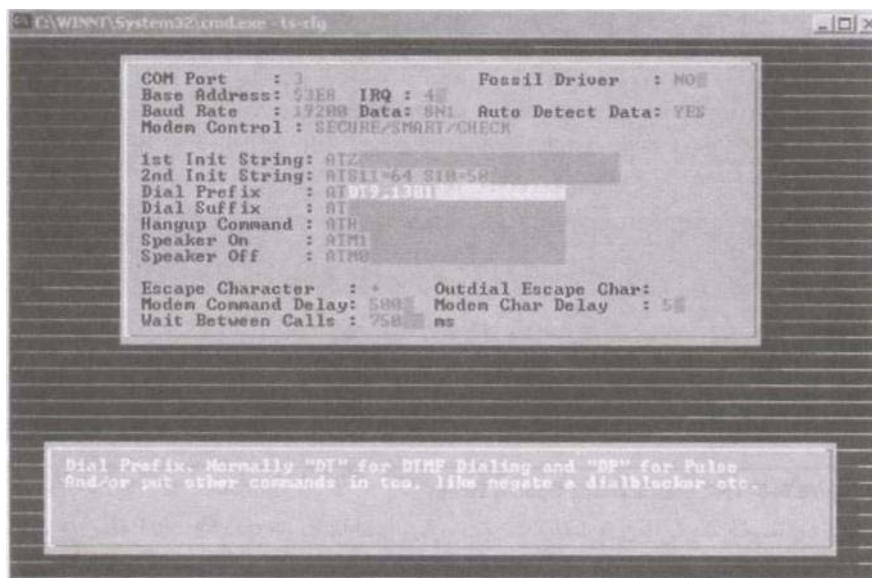 C:\WINNT\System32\cmd.exe - ts-cfg
COM Port : 3 Fossil Driver : NO
Base Address: $3E8 IRQ : 4
Baud Rate : 19200 Data: 8N1 Auto Detect Data: YES
Modem Control : SECURE/SMART/CHECK
1st Init String: ATZ
2nd Init String: ATS11=64 S10=50
Dial Prefix : ATDT9,1301
Dial Suffix : AT
Hangup Command : ATH
Speaker On : ATM1
Speaker Off : ATM0
Escape Character : + Outdial Escape Char:
Modem Command Delay: 500 Modem Char Delay : 5
Wait Between Calls : 750 ms
Dial Prefix. Normally "DT" for DTMF Dialing and "DP" for Pulse
And/or put other commands in too, like negate a dialblocker etc.